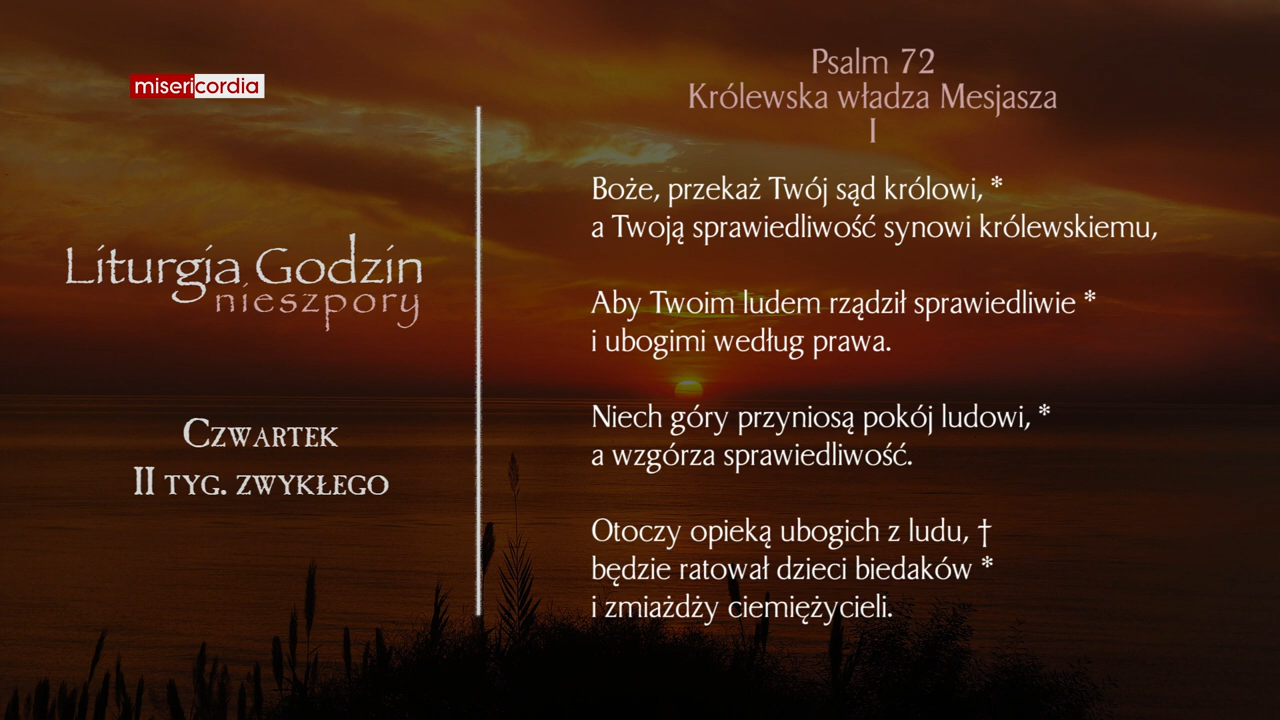 misericordia
Liturgia Godzin
nieszpory
Czwartek
II tyg. zwykłego
Psalm 72
Królewska władza Mesjasza
I
Boże, przekaż Twój sąd królowi, *
a Twoją sprawiedliwość synowi królewskiemu,
Aby Twoim ludem rządził sprawiedliwie *
i ubogimi według prawa.
Niech góry przyniosą pokój ludowi, *
a wzgórza sprawiedliwość.
Otoczy opieką ubogich z ludu, †
będzie ratował dzieci biedaków *
i zmiażdży ciemiężycieli.